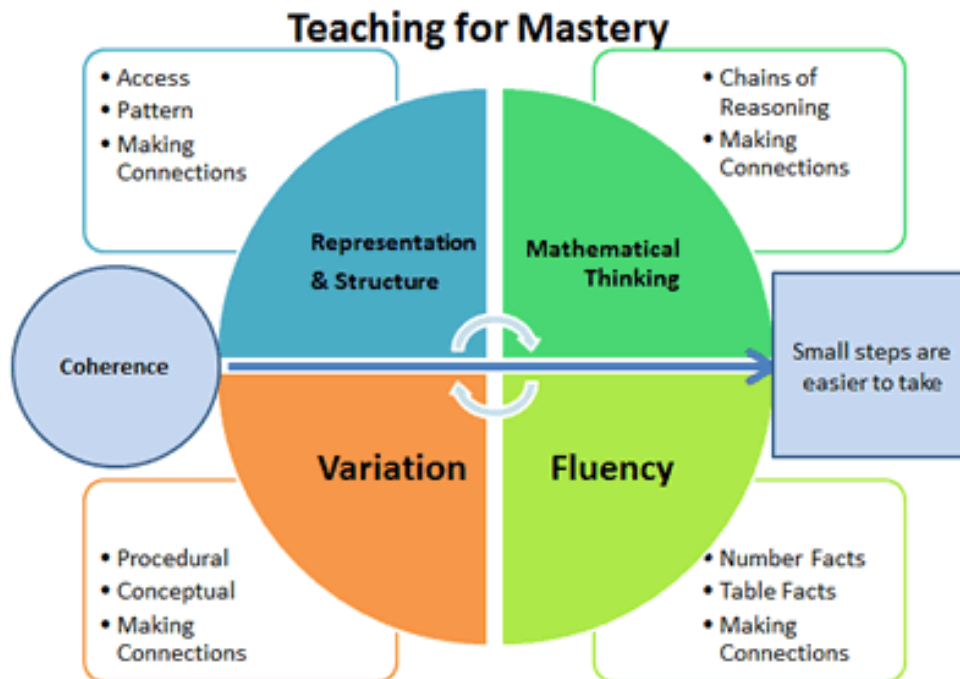 Teaching for Mastery
• Access
• Pattern
• Making
Connections
• Chains of
Reasoning
• Making
Connections
Representation
& Structure
Mathematical
Thinking
Coherence
Small steps are
easier to take
Variation
Fluency
• Procedural
• Conceptual
• Making
Connections
• Number Facts
• Table Facts
• Making
Connections